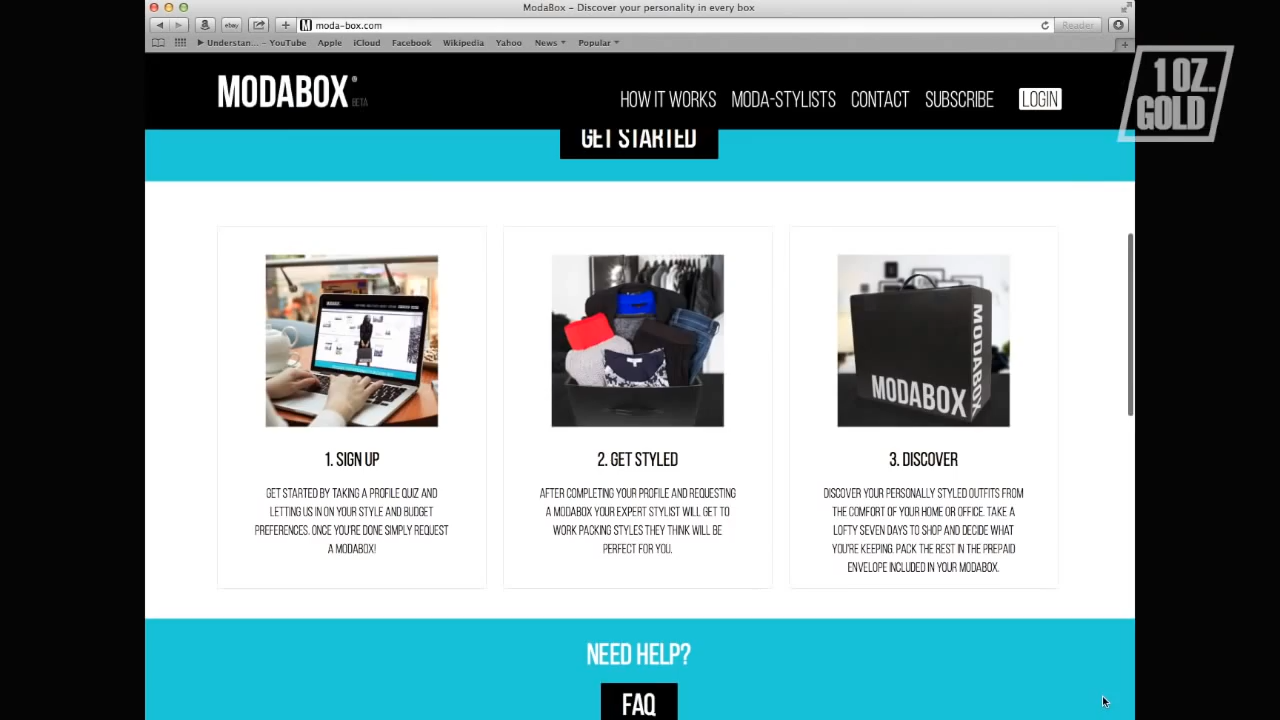 ModaBox – Discover your personality in every box
moda-box.com
Reader
Understan... – YouTube Apple iCloud Facebook Wikipedia Yahoo News Popular
1 OZ.
GOLD
MODABOX®
BETA
HOW IT WORKS MODA-STYLISTS CONTACT SUBSCRIBE LOGIN
GET STARTED
MODABOX
MODABOX
1. SIGN UP
GET STARTED BY TAKING A PROFILE QUIZ AND
LETTING US IN ON YOUR STYLE AND BUDGET
PREFERENCES. ONCE YOU'RE DONE SIMPLY REQUEST
A MODABOX!
2. GET STYLED
AFTER COMPLETING YOUR PROFILE AND REQUESTING
A MODABOX YOUR EXPERT STYLIST WILL GET TO
WORK PACKING STYLES THEY THINK WILL BE
PERFECT FOR YOU.
3. DISCOVER
DISCOVER YOUR PERSONALLY STYLED OUTFITS FROM
THE COMFORT OF YOUR HOME OR OFFICE. TAKE A
LOFTY SEVEN DAYS TO SHOP AND DECIDE WHAT
YOU'RE KEEPING. PACK THE REST IN THE PREPAID
ENVELOPE INCLUDED IN YOUR MODABOX.
NEED HELP?
FAQ